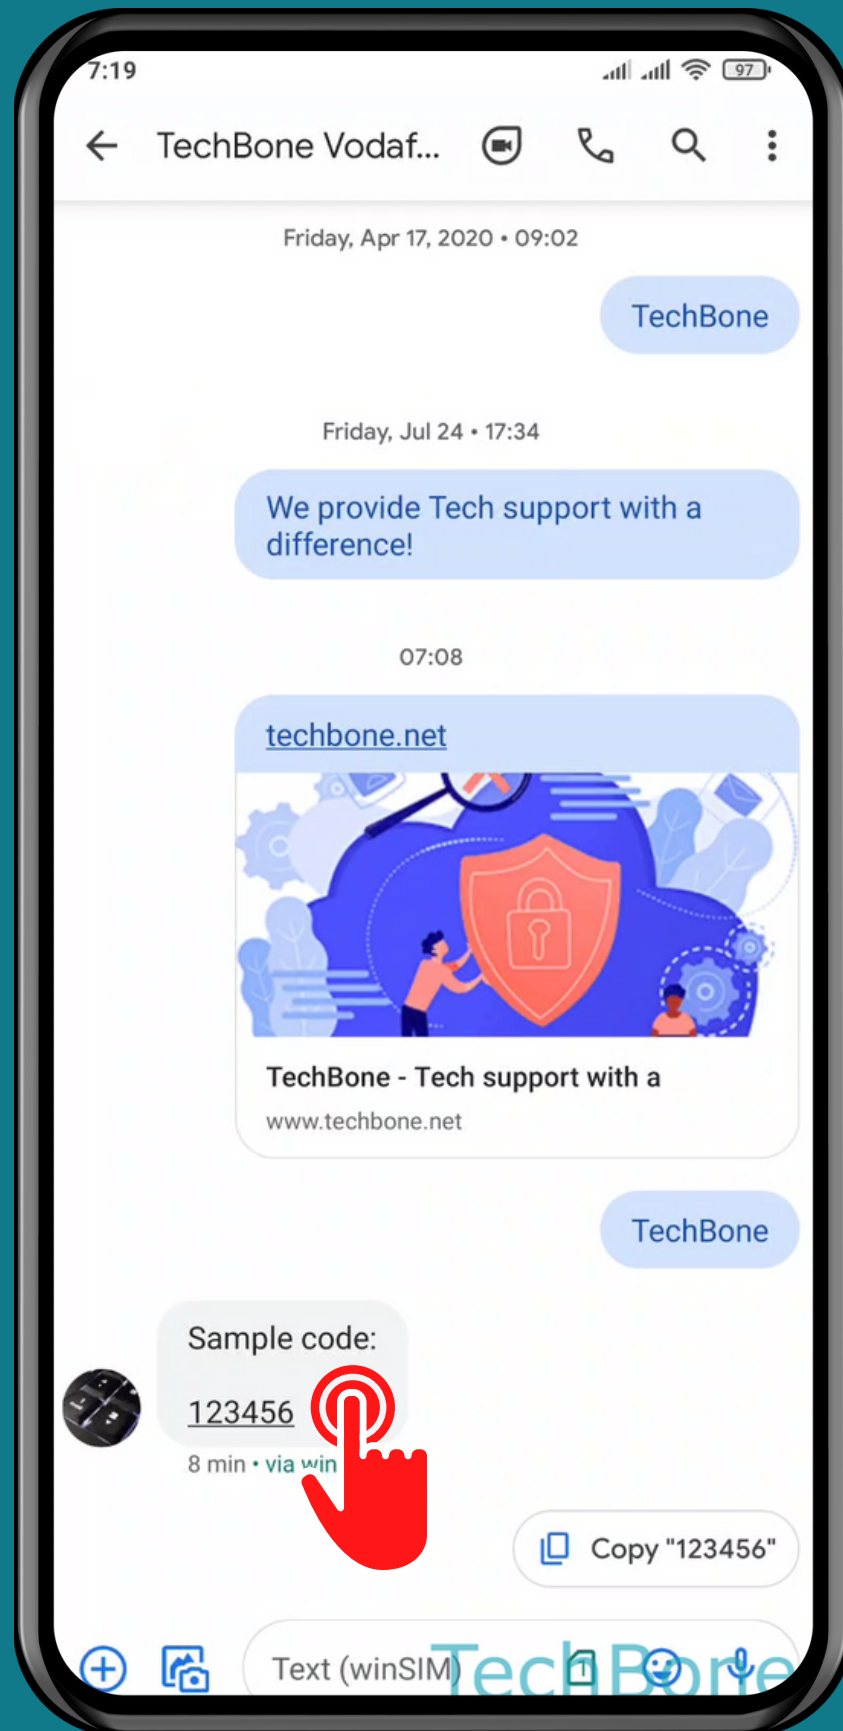 7:19
97
TechBone Vodaf...
Friday, Apr 17, 2020 • 09:02
TechBone
Friday, Jul 24 • 17:34
We provide Tech support with a
difference!
07:08
techbone.net
TechBone - Tech support with a
www.techbone.net
TechBone
Sample code:
123456
8 min • via win
Copy "123456"
Text (winSIM)
1
TechBone